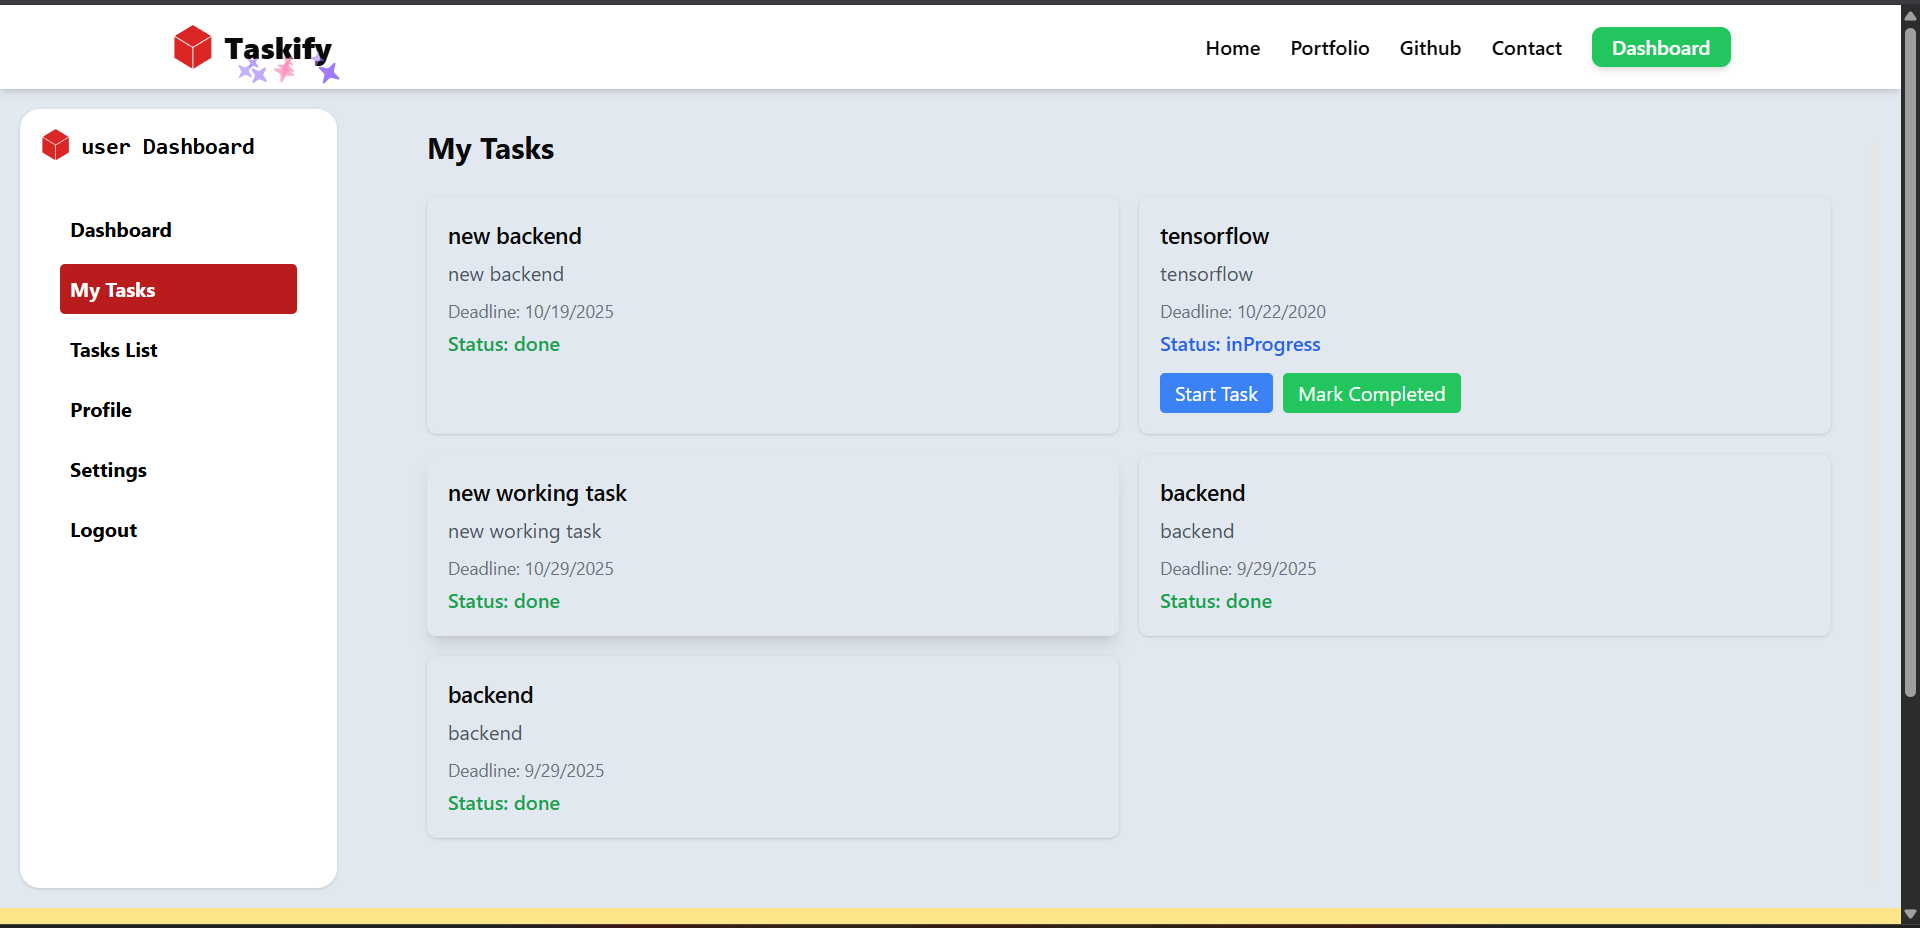 Taskify
Home Portfolio Github Contact Dashboard
user Dashboard
Dashboard
My Tasks
Tasks List
Profile
Settings
Logout
My Tasks
new backend
new backend
Deadline: 10/19/2025
Status: done
tensorflow
tensorflow
Deadline: 10/22/2020
Status: inProgress
Start Task Mark Completed
new working task
new working task
Deadline: 10/29/2025
Status: done
backend
backend
Deadline: 9/29/2025
Status: done
backend
backend
Deadline: 9/29/2025
Status: done